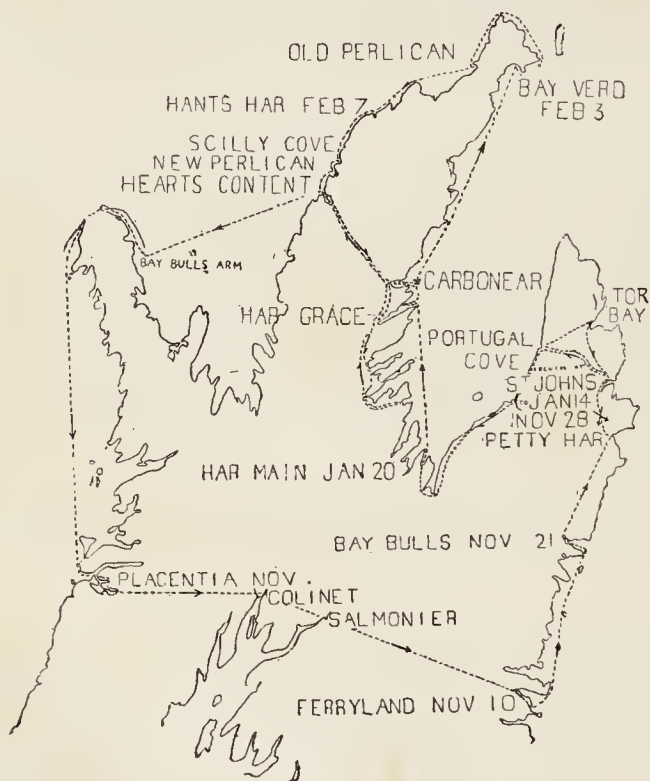 OLD PERLICAN
BAY VERD
FEB 3
HANTS HAR FEB 7
SCILLY COVE
NEW PERLICAN
HEARTS CONTENT
BAY BULLS ARM
CARBONEAR
HAR GRACE
TOR
BAY
PORTUGAL
COVE
ST JOHNS
TO JAN 14
NOV 28
PETTY HAR
HAR MAIN JAN 20
BAY BULLS NOV 21
PLACENTIA NOV.
COLINET
SALMONIER
FERRYLAND NOV 10